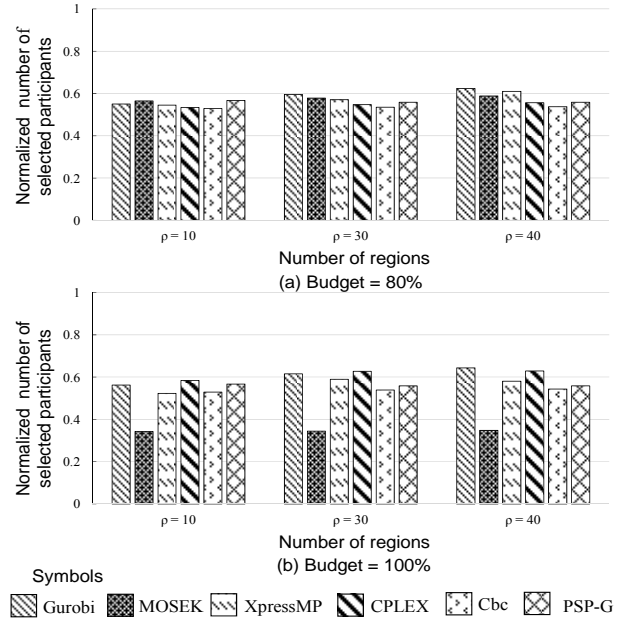 Normalized number of
selected participants
1
0.8
0.6
0.4
0.2
0
ρ = 10
ρ = 30
ρ = 40
Number of regions
(a) Budget = 80%
Normalized number of
selected participants
1
0.8
0.6
0.4
0.2
0
ρ = 10
ρ = 30
ρ = 40
Number of regions
(b) Budget = 100%
Symbols
Gurobi MOSEK XpressMP CPLEX Cbc PSP-G